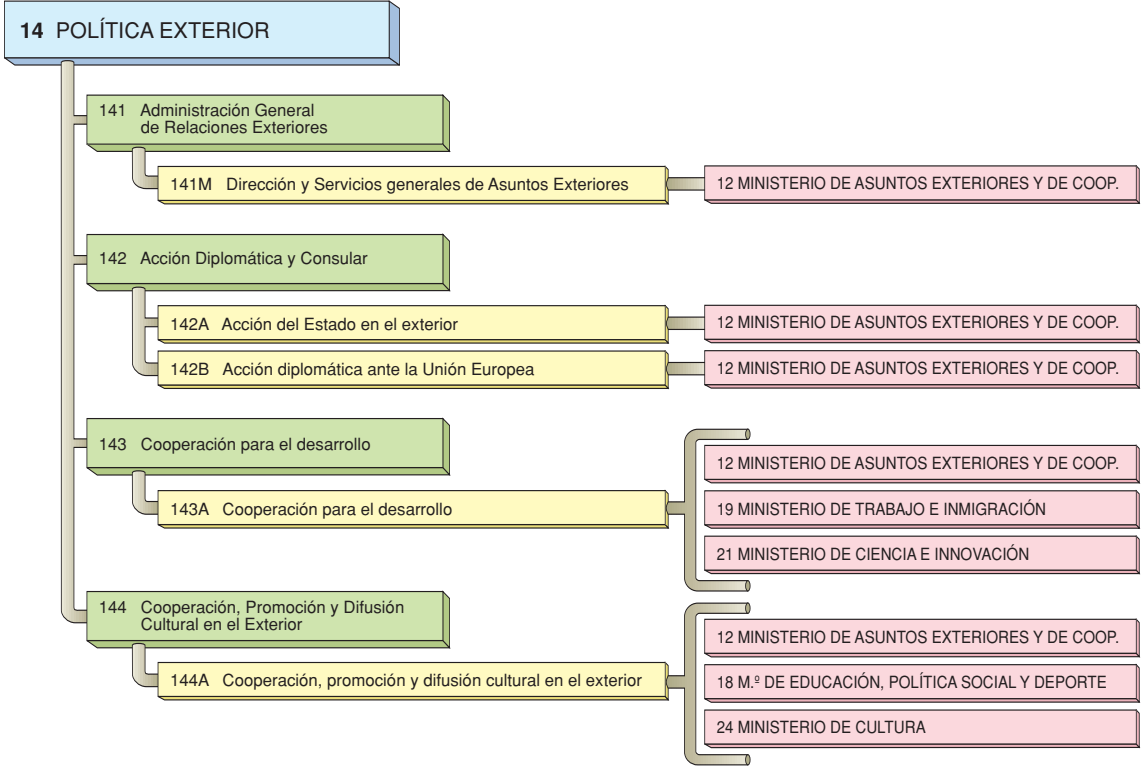 14 POLÍTICA EXTERIOR
141 Administración General
de Relaciones Exteriores
141M Dirección y Servicios generales de Asuntos Exteriores
12 MINISTERIO DE ASUNTOS EXTERIORES Y DE COOP.
142 Acción Diplomática y Consular
142A Acción del Estado en el exterior
12 MINISTERIO DE ASUNTOS EXTERIORES Y DE COOP.
142B Acción diplomática ante la Unión Europea
12 MINISTERIO DE ASUNTOS EXTERIORES Y DE COOP.
143 Cooperación para el desarrollo
143A Cooperación para el desarrollo
12 MINISTERIO DE ASUNTOS EXTERIORES Y DE COOP.
19 MINISTERIO DE TRABAJO E INMIGRACIÓN
21 MINISTERIO DE CIENCIA E INNOVACIÓN
144 Cooperación, Promoción y Difusión
Cultural en el Exterior
144A Cooperación, promoción y difusión cultural en el exterior
12 MINISTERIO DE ASUNTOS EXTERIORES Y DE COOP.
18 M.º DE EDUCACIÓN, POLÍTICA SOCIAL Y DEPORTE
24 MINISTERIO DE CULTURA